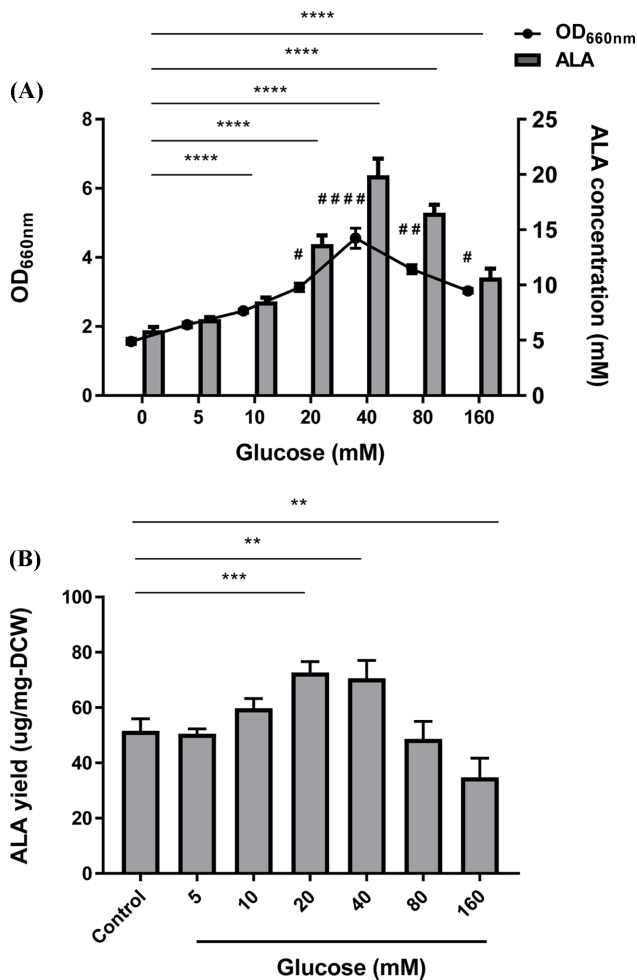 ****
OD660nm
ALA
****
(A)
****
****
****
8
6
4
2
0
OD660nm
25
20
15
10
5
0
ALA concentration (mM)
#
####
##
#
0 5 10 20 40 80 160
Glucose (mM)
**
(B)
**
***
100
80
60
40
20
0
ALA yield (ug/mg-DCW)
Control 5 10 20 40 80 160
Glucose (mM)